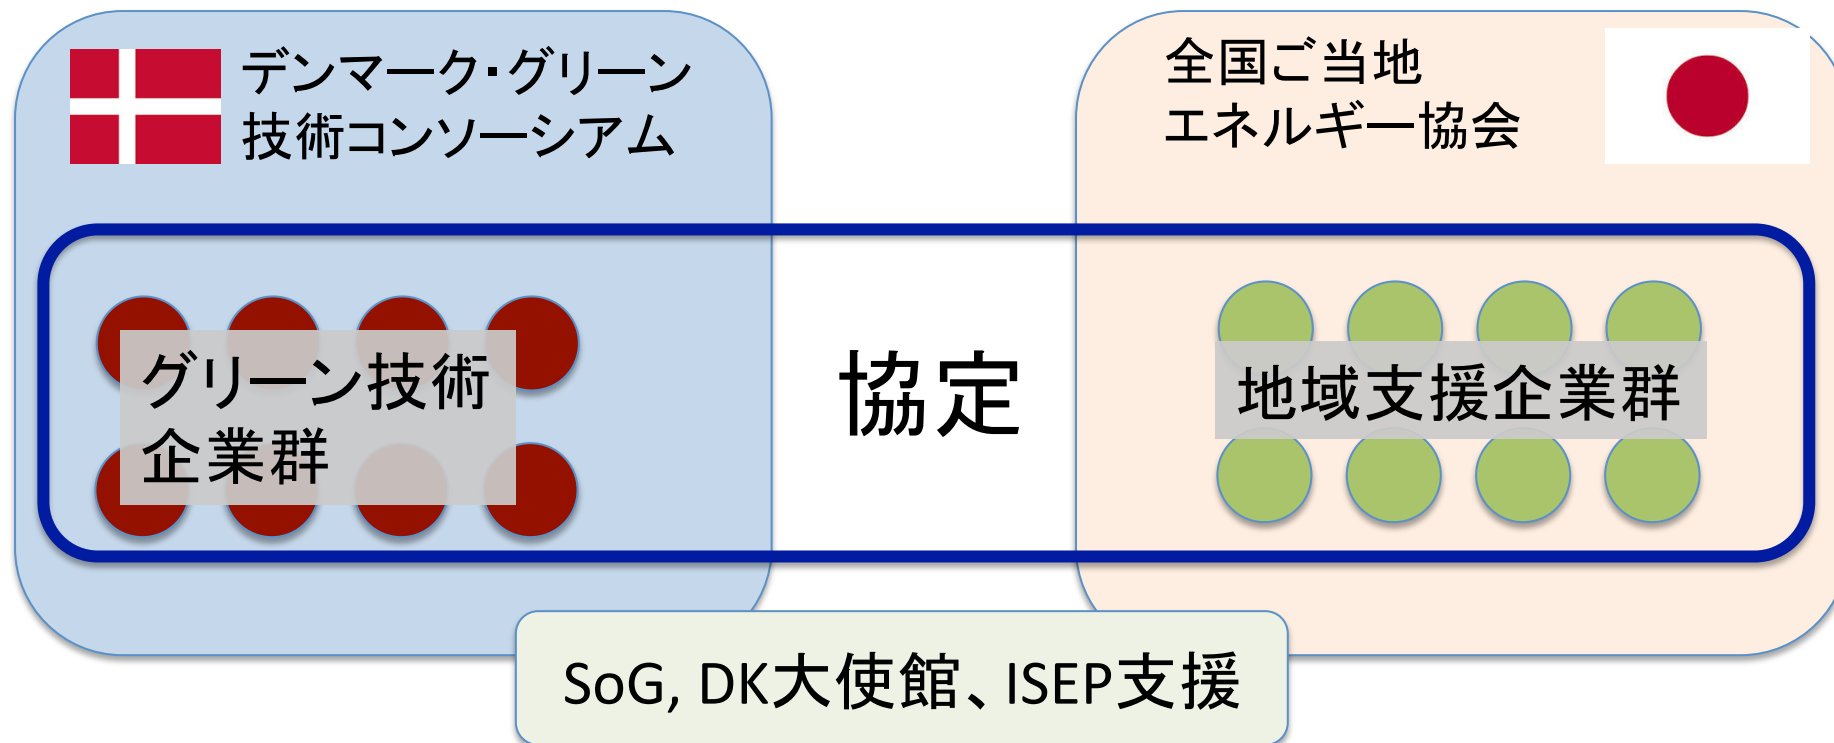 デンマーク・グリーン
技術コンソーシアム
全国ご当地
エネルギー協会
グリーン技術
企業群
協定
地域支援企業群
SoG, DK大使館、ISEP支援